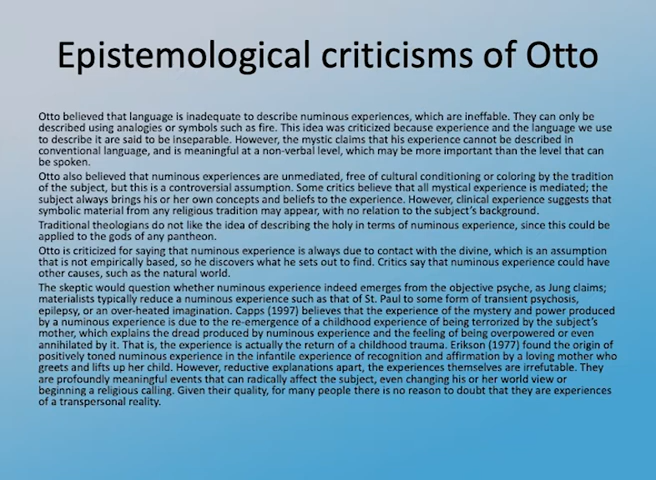 Epistemological criticisms of Otto
Otto believed that language is inadequate to describe numinous experiences, which are ineffable. They can only be
described using analogies or symbols such as fire. This idea was criticized because experience and the language we use
to describe it are said to be inseparable. However, the mystic claims that his experience cannot be described in
conventional language, and is meaningful at a non-verbal level, which may be more important than the level that can
be spoken.
Otto also believed that numinous experiences are unmediated, free of cultural conditioning or coloring by the tradition
of the subject, but this is a controversial assumption. Some critics believe that all mystical experience is mediated; the
subject always brings his or her own concepts and beliefs to the experience. However, clinical experience suggests that
symbolic material from any religious tradition may appear, with no relation to the subject's background.
Traditional theologians do not like the idea of describing the holy in terms of numinous experience, since this could be
applied to the gods of any pantheon.
Otto is criticized for saying that numinous experience is always due to contact with the divine, which is an assumption
that is not empirically based, so he discovers what he sets out to find. Critics say that numinous experience could have
other causes, such as the natural world.
The skeptic would question whether numinous experience indeed emerges from the objective psyche, as Jung claims;
materialists typically reduce a numinous experience such as that of St. Paul to some form of transient psychosis,
epilepsy, or an over-heated imagination. Capps (1997) believes that the experience of the mystery and power produced
by a numinous experience is due to the re-emergence of a childhood experience of being terrorized by the subject's
mother, which explains the dread produced by numinous experience and the feeling of being overpowered or even
annihilated by it. That is, the experience is actually the return of a childhood trauma. Erikson (1977) found the origin of
positively toned numinous experience in the infantile experience of recognition and affirmation by a loving mother who
greets and lifts up her child. However, reductive explanations apart, the experiences themselves are irrefutable. They
are profoundly meaningful events that can radically affect the subject, even changing his or her world view or
beginning a religious calling. Given their quality, for many people there is no reason to doubt that they are experiences
of a transpersonal reality.